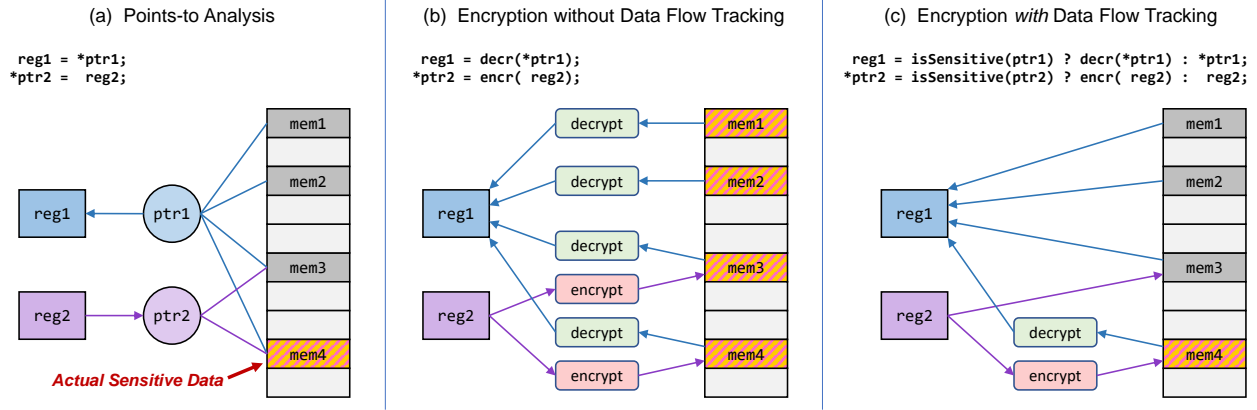 (a) Points-to Analysis
reg1 = *ptr1;
*ptr2 =  reg2;
mem1
mem2
reg1
ptr1
mem3
reg2
ptr2
mem4
Actual Sensitive Data
(b) Encryption without Data Flow Tracking
reg1 = decr(*ptr1);
*ptr2 = encr( reg2);
decrypt
mem1
decrypt
mem2
reg1
decrypt
mem3
encrypt
reg2
decrypt
mem4
encrypt
(c) Encryption with Data Flow Tracking
reg1 = isSensitive(ptr1) ? decr(*ptr1) : *ptr1;
*ptr2 = isSensitive(ptr2) ? encr( reg2) :  reg2;
mem1
mem2
reg1
mem3
reg2
decrypt
mem4
encrypt